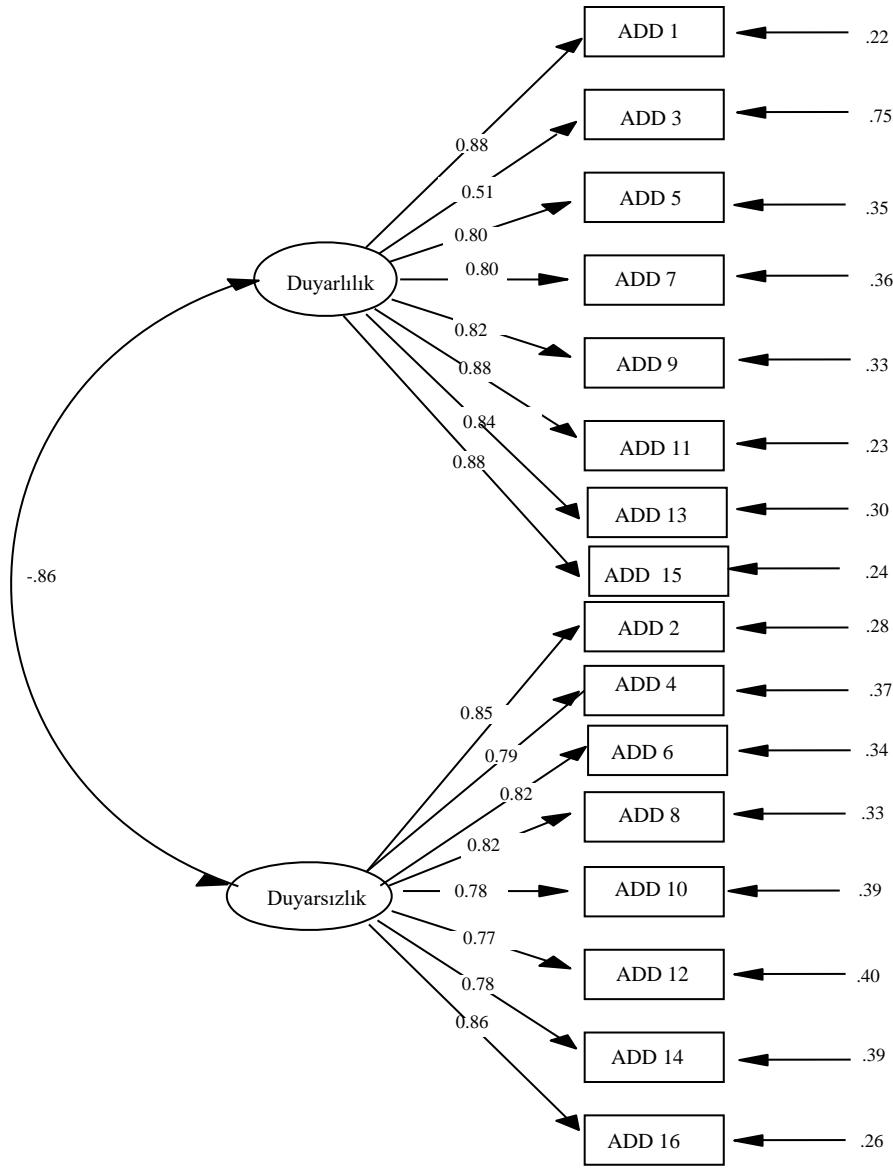 ADD 1
.22
0.88
ADD 3
.75
0.51
ADD 5
.35
0.80
Duyarlılık
0.80
ADD 7
.36
0.82
ADD 9
.33
0.88
ADD 11
.23
0.84
ADD 13
.30
0.88
ADD 15
.24
-.86
ADD 2
.28
0.85
ADD 4
.37
0.79
ADD 6
.34
0.82
ADD 8
.33
0.82
Duyarsızlık
0.78
ADD 10
.39
0.77
ADD 12
.40
0.78
ADD 14
.39
0.86
ADD 16
.26